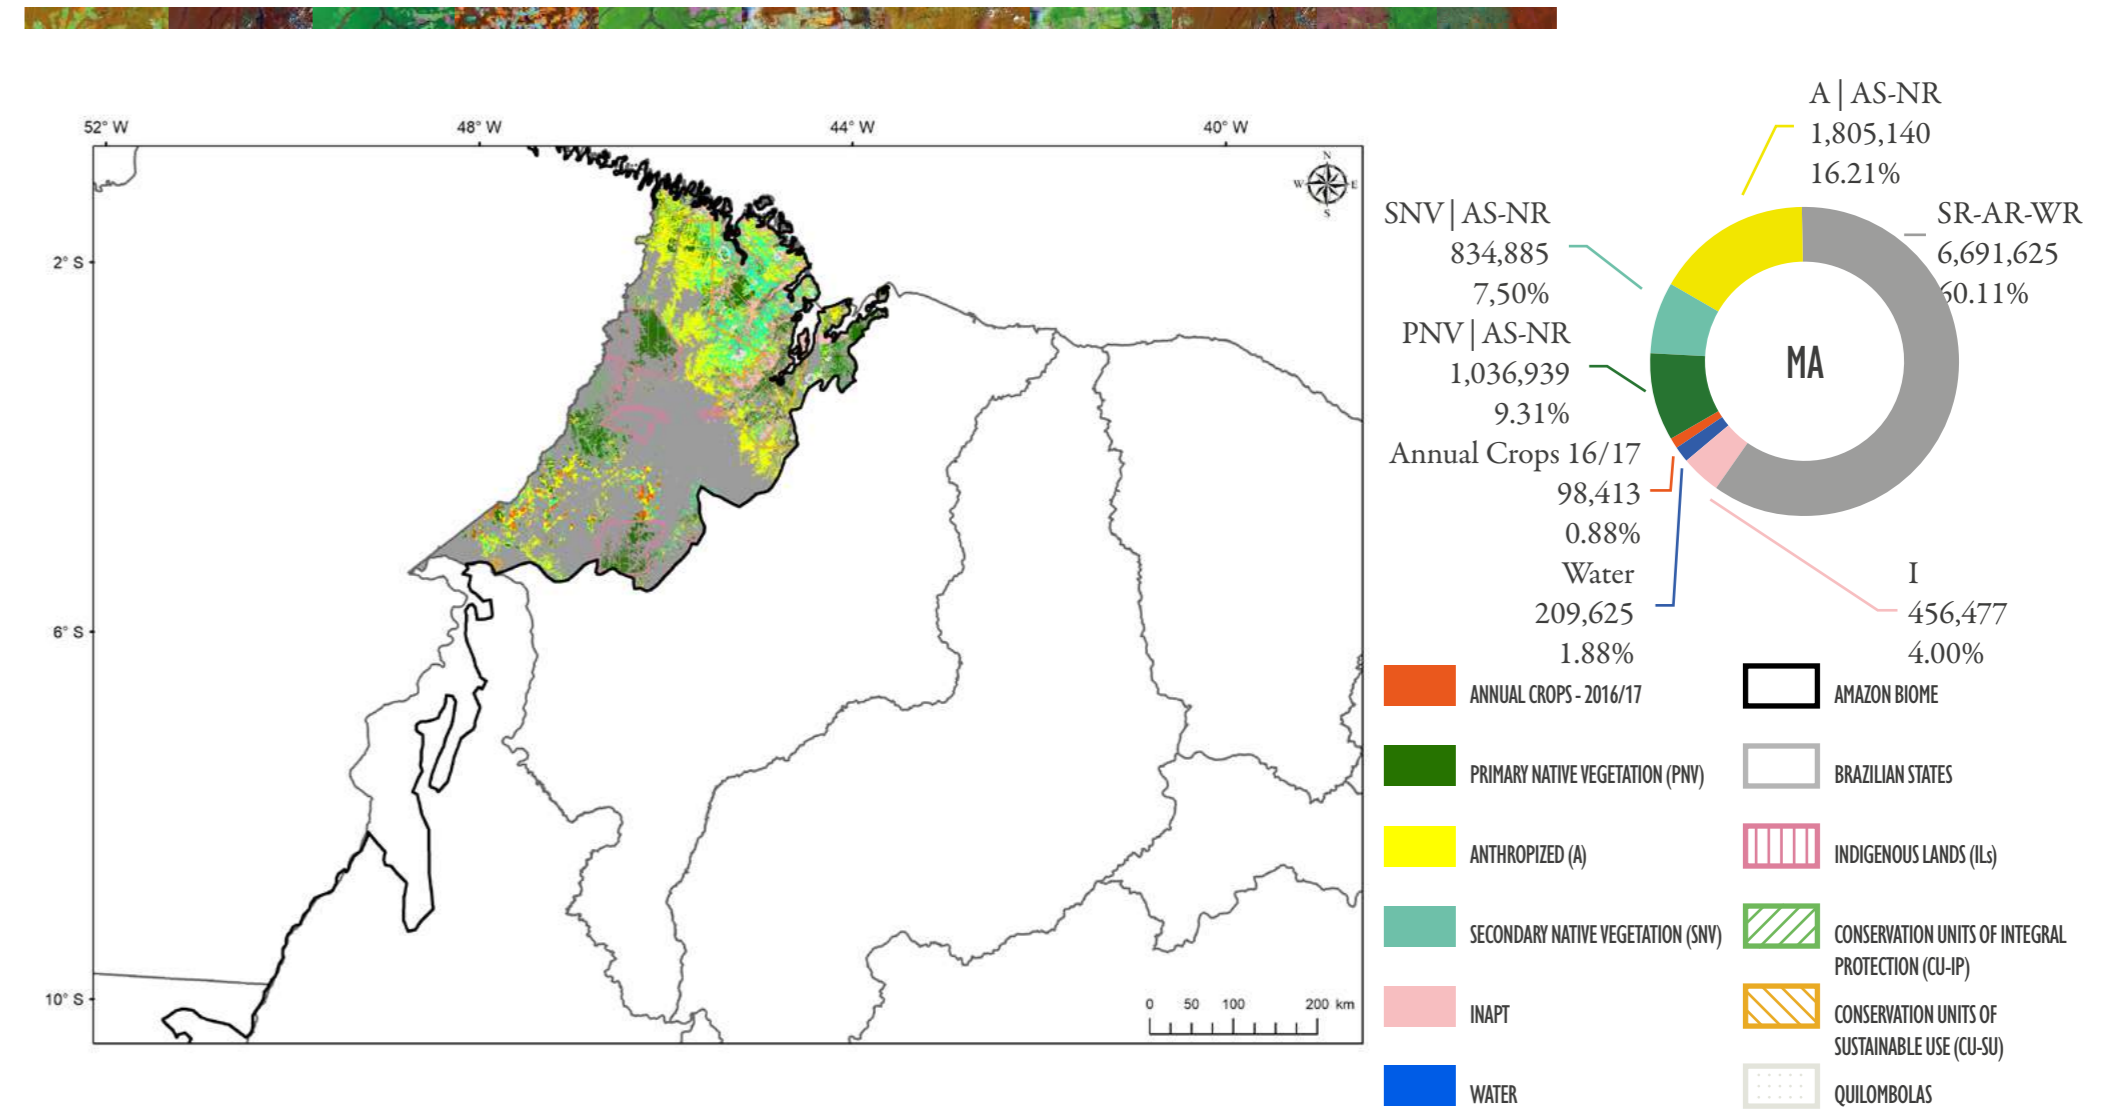 52° W
48° W
44° W
40° W
2° S
6° S
10° S
N
W
E
S
0 50 100 200 km
A | AS-NR
1,805,140
16.21%
SNV | AS-NR
834,885
7,50%
SR-AR-WR
6,691,625
60.11%
PNV | AS-NR
1,036,939
9.31%
MA
Annual Crops 16/17
98,413
0.88%
Water
209,625
1.88%
I
456,477
4.00%
ANNUAL CROPS - 2016/17
PRIMARY NATIVE VEGETATION (PNV)
ANTHROPIZED (A)
SECONDARY NATIVE VEGETATION (SNV)
INAPT
WATER
AMAZON BIOME
BRAZILIAN STATES
INDIGENOUS LANDS (ILs)
CONSERVATION UNITS OF INTEGRAL
PROTECTION (CU-IP)
CONSERVATION UNITS OF
SUSTAINABLE USE (CU-SU)
QUILOMBOLAS